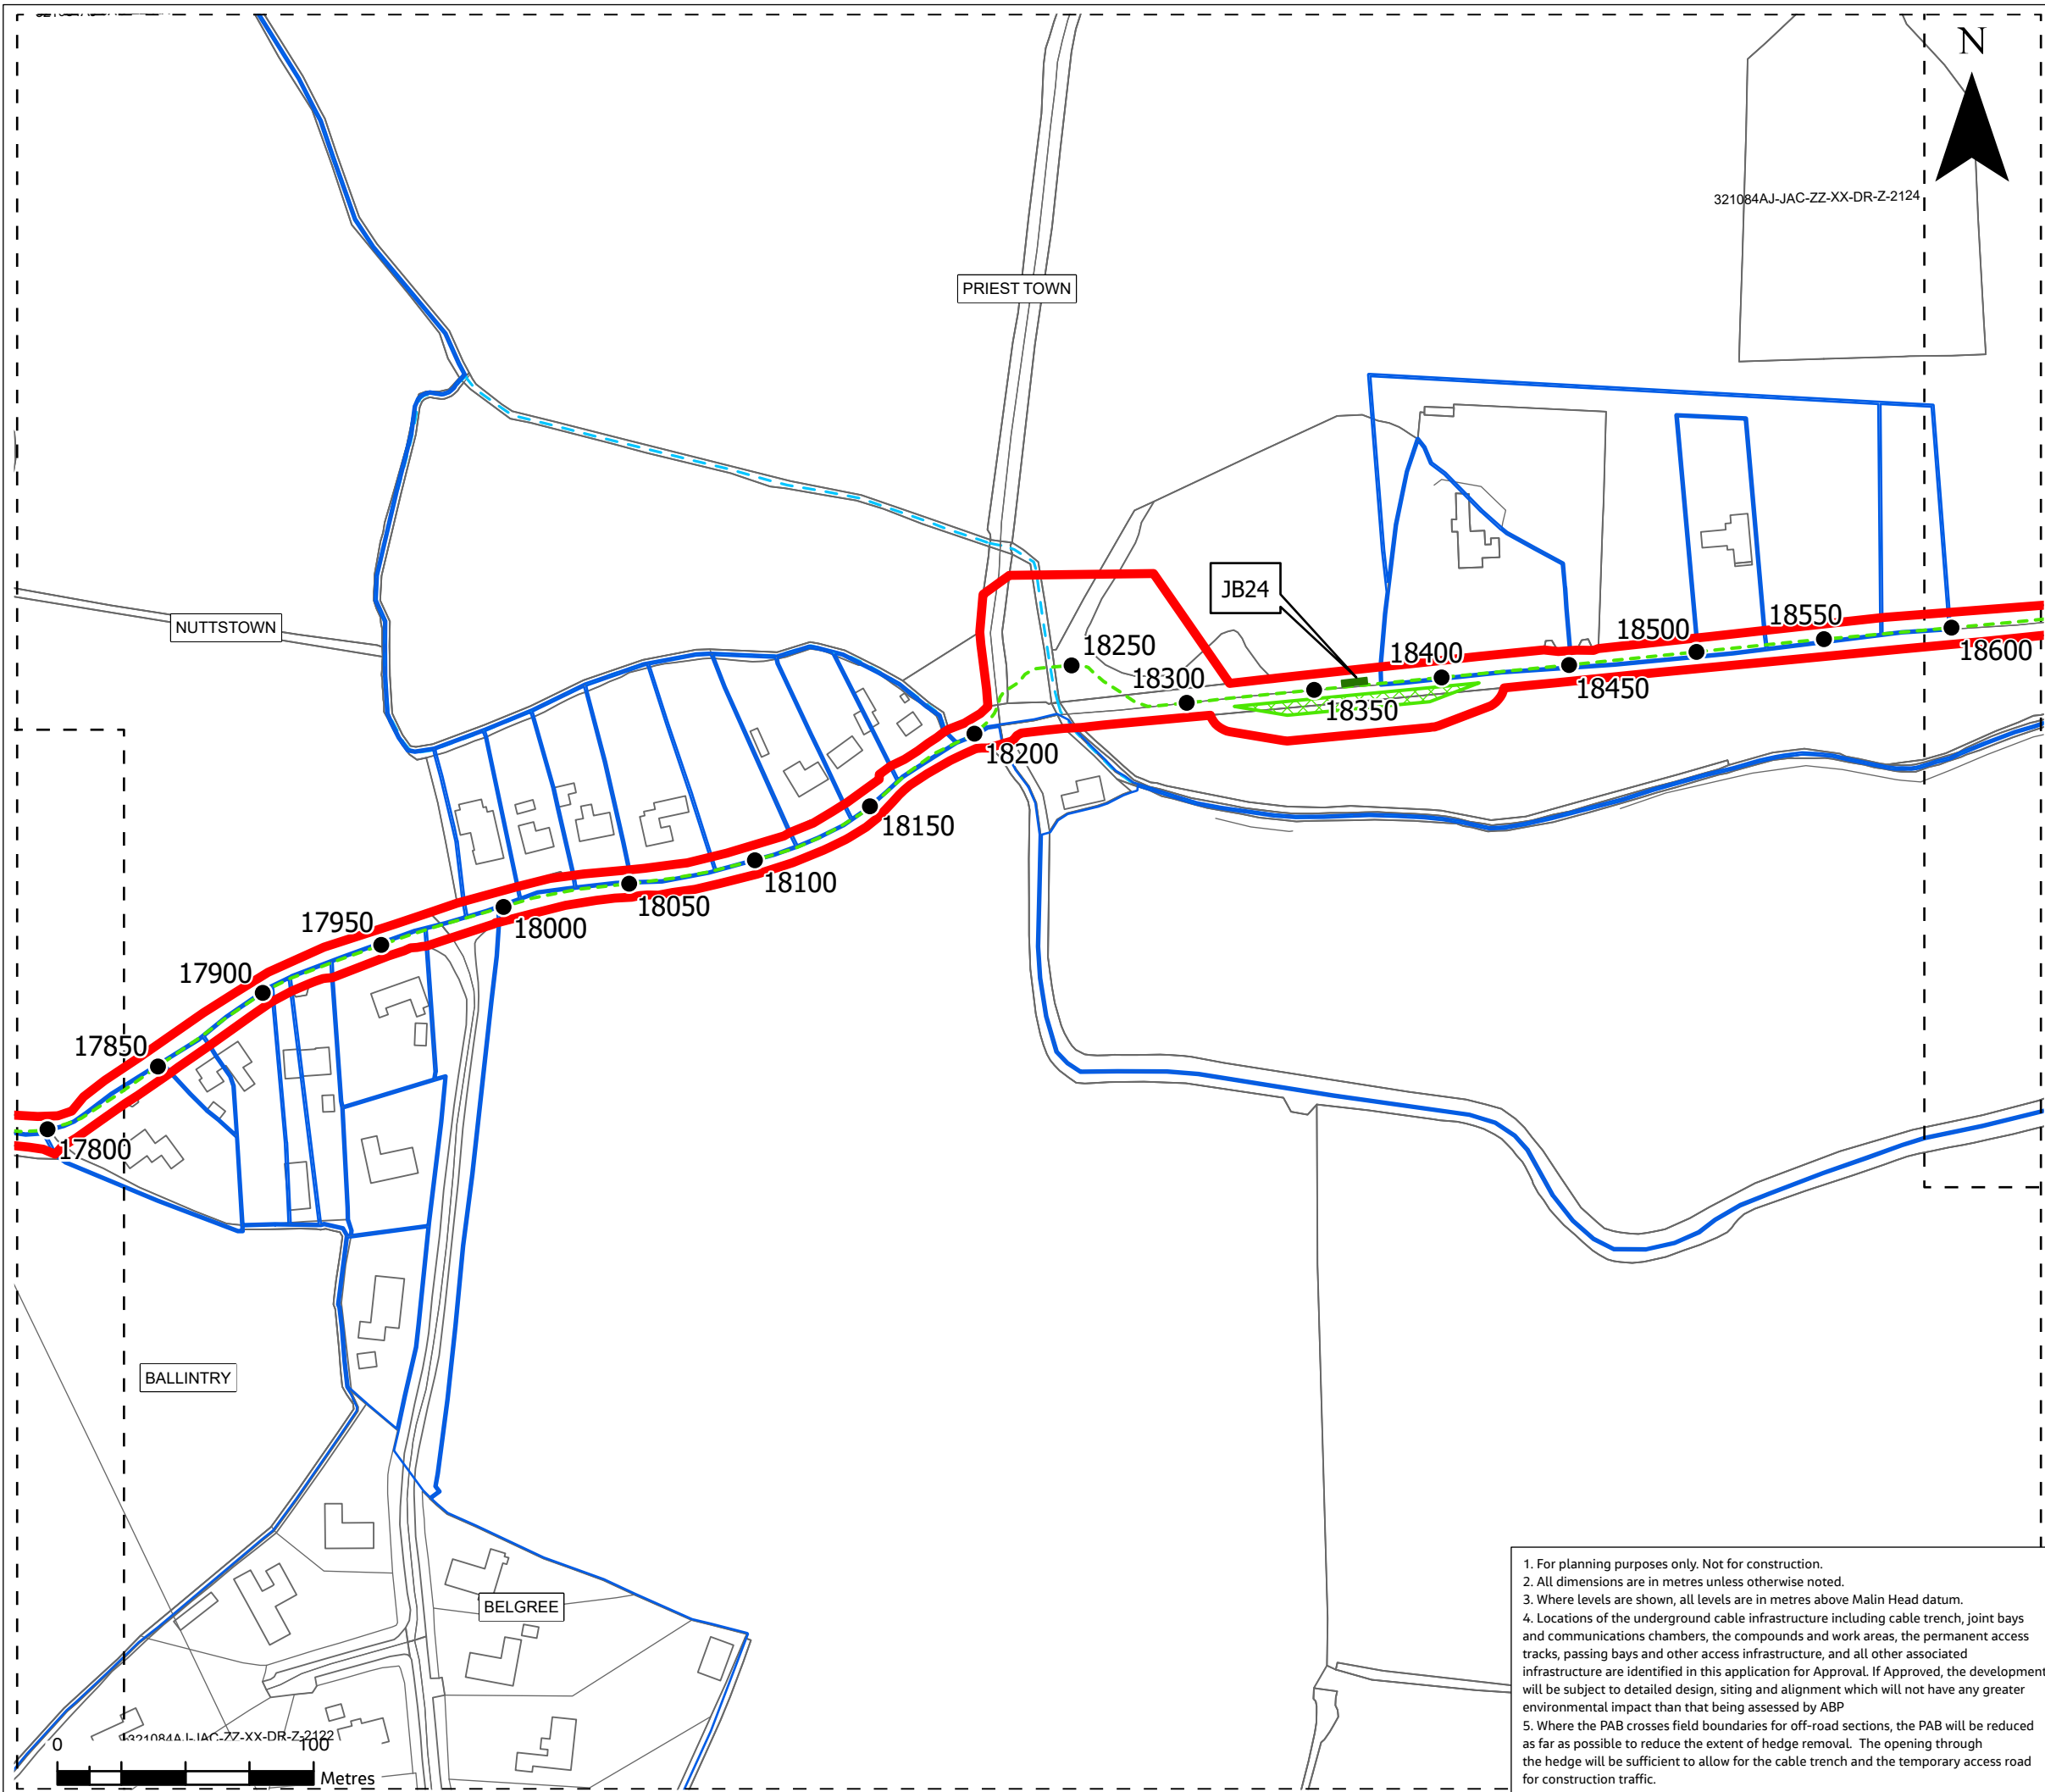 N
321084AJ-JAC-ZZ-XX-DR-Z-2124
PRIEST TOWN
NUTTSTOWN
JB24
18250
18300
18350
18400
18450
18500
18550
18600
18200
18150
18100
18050
18000
17950
17900
17850
17800
BALLINTRY
BELGREE
321084AJ-JAC-ZZ-XX-DR-Z-2122
0 100
Metres
1. For planning purposes only. Not for construction.
2. All dimensions are in metres unless otherwise noted.
3. Where levels are shown, all levels are in metres above Malin Head datum.
4. Locations of the underground cable infrastructure including cable trench, joint bays
and communications chambers, the compounds and work areas, the permanent access
tracks, passing bays and other access infrastructure, and all other associated
infrastructure are identified in this application for Approval. If Approved, the development
will be subject to detailed design, siting and alignment which will not have any greater
environmental impact than that being assessed by ABP
5. Where the PAB crosses field boundaries for off-road sections, the PAB will be reduced
as far as possible to reduce the extent of hedge removal. The opening through
the hedge will be sufficient to allow for the cable trench and the temporary access road
for construction traffic.